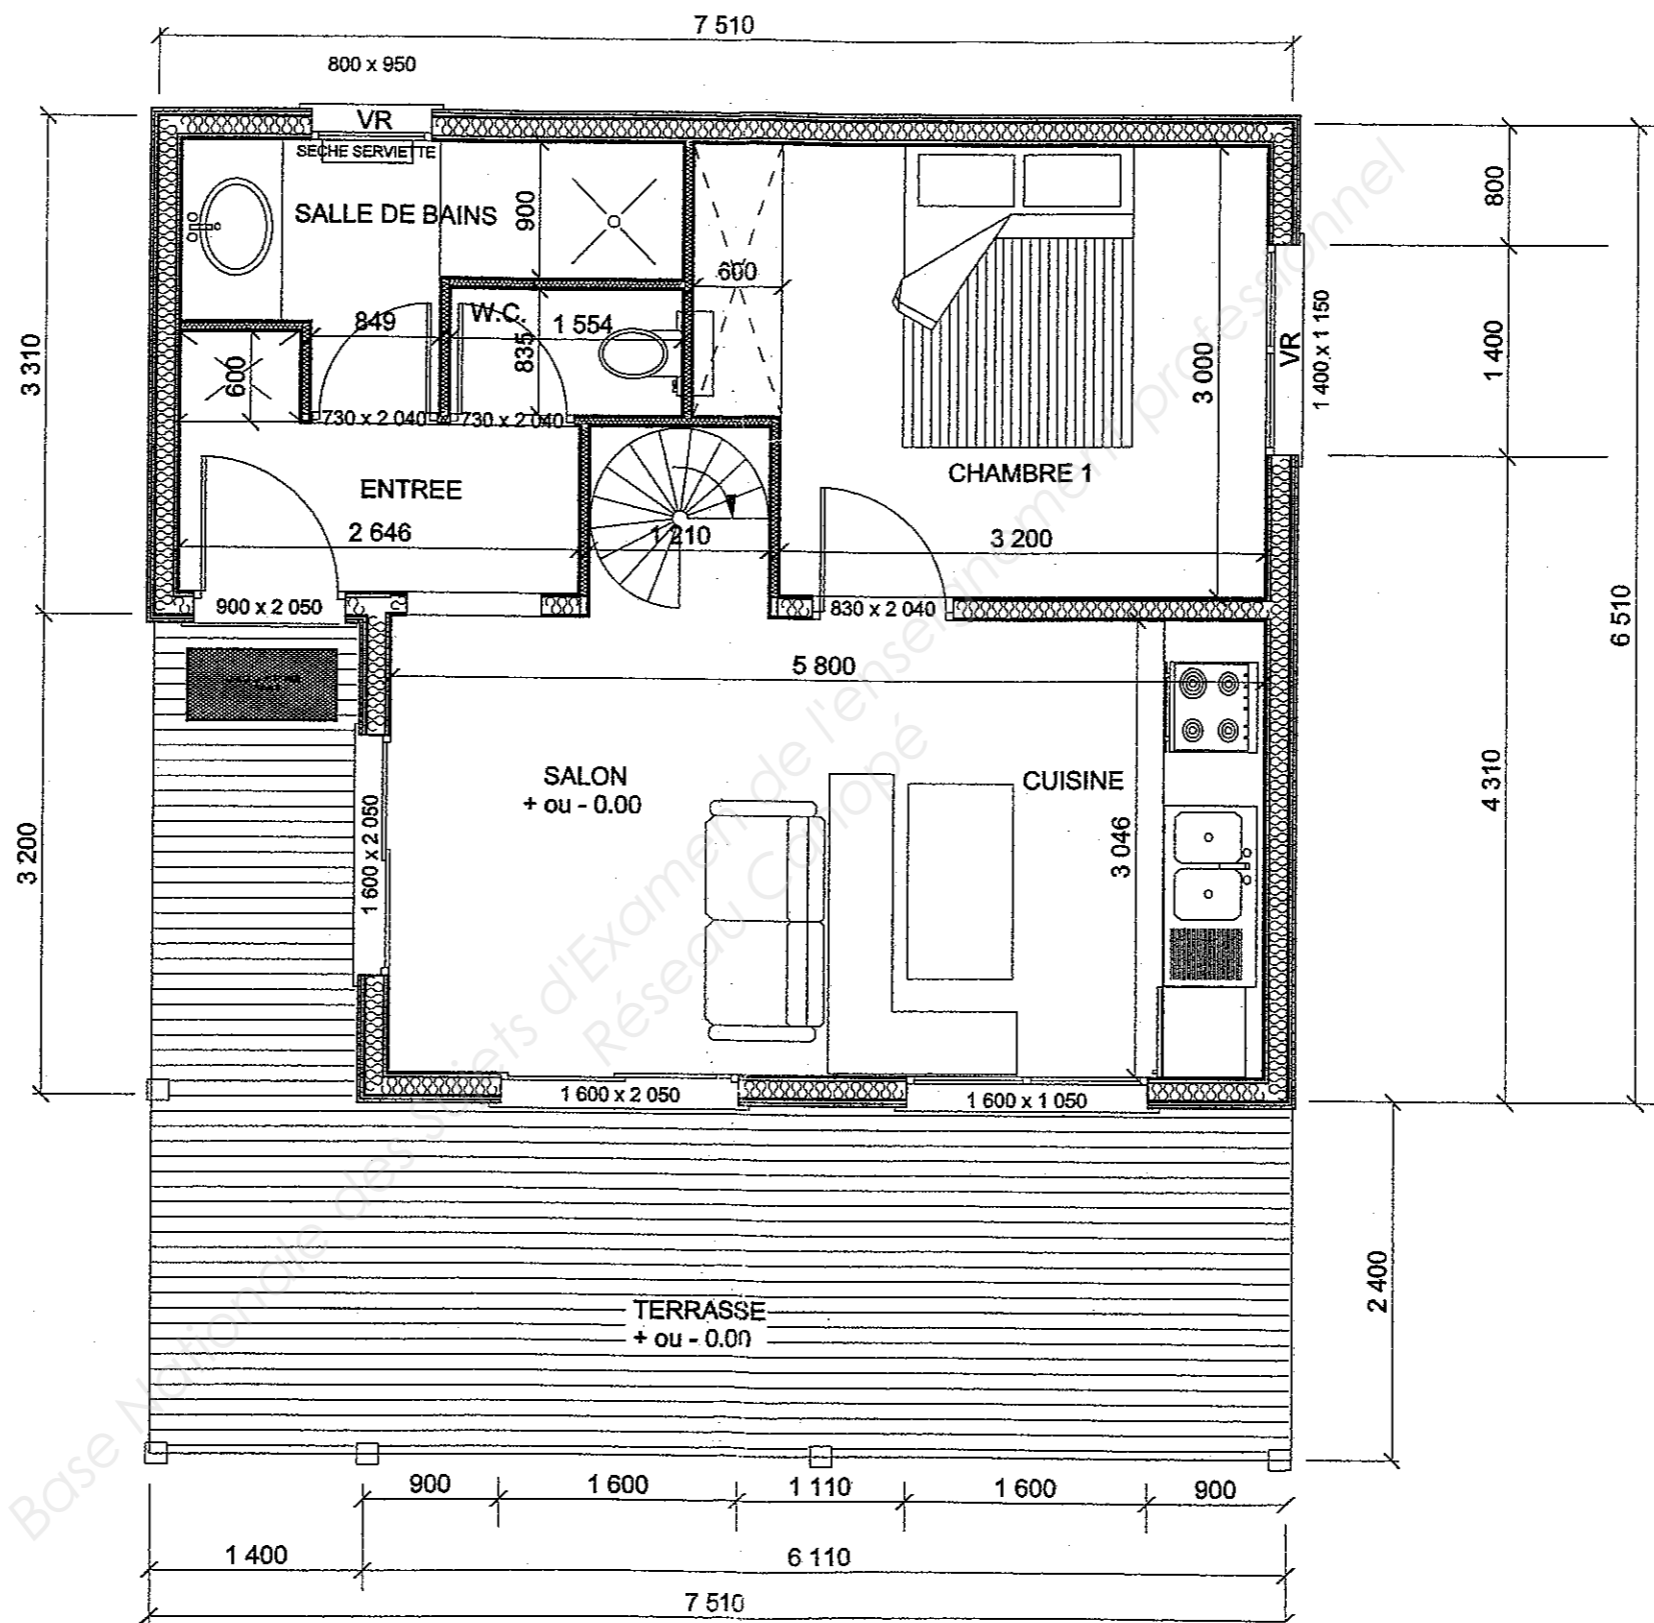 7 510
800 x 950
VR
SECHE SERVIETTE
SALLE DE BAINS
900
600
800
3 310
849
W.C.
1 554
835
600
730 x 2 040
730 x 2 040
3 000
VR
1 400 x 1 150
1 400
ENTREE
CHAMBRE 1
2 646
1 210
3 200
900 x 2 050
830 x 2 040
6 510
5 800
SALON
+ ou - 0.00
CUISINE
4 310
3 200
1 600 x 2 050
3 046
1 600 x 2 050
1 600 x 1 050
TERRASSE
+ ou - 0.00
2 400
900
1 600
1 110
1 600
900
1 400
6 110
7 510
Base Nationale des Sujets d'Examen de l'enseignement professionnel
Réseau Canopé